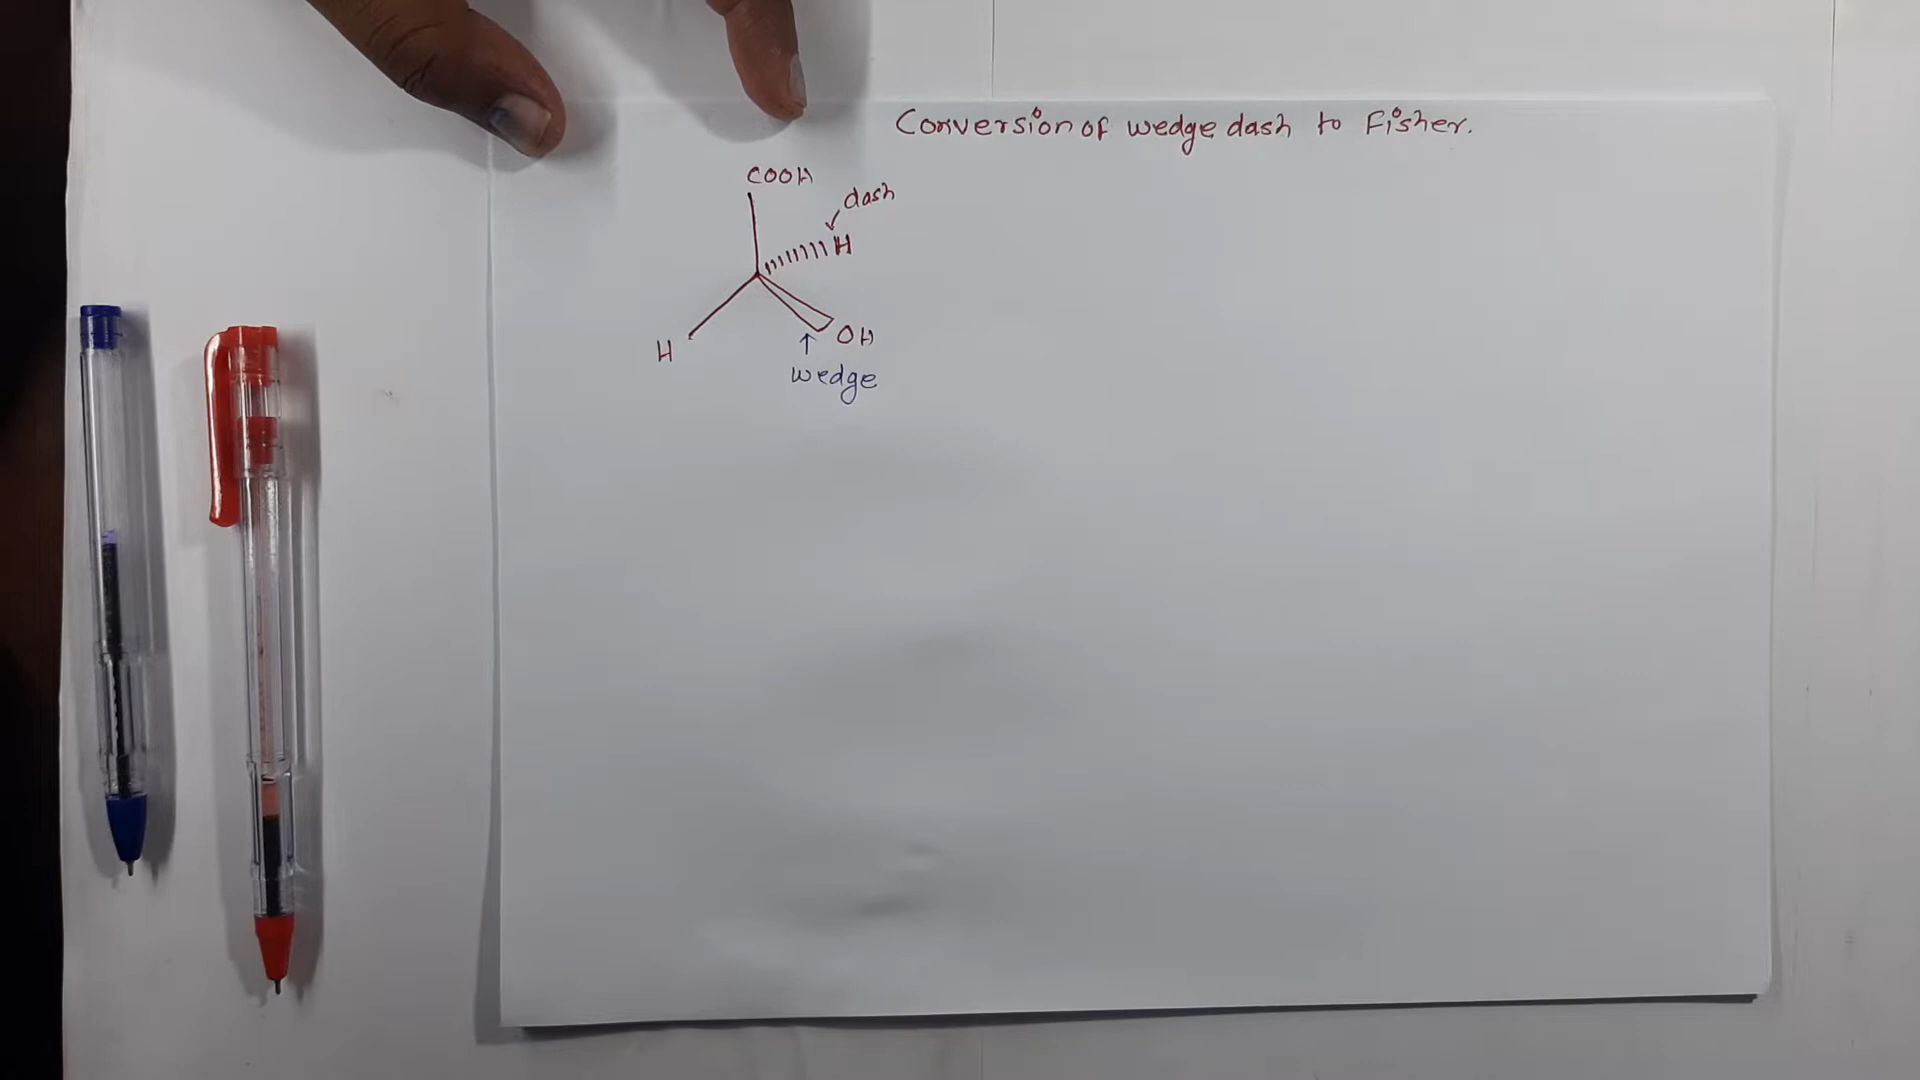 Conversion of wedge dash to Fisher.
COOH
dash
H
OH
H
wedge